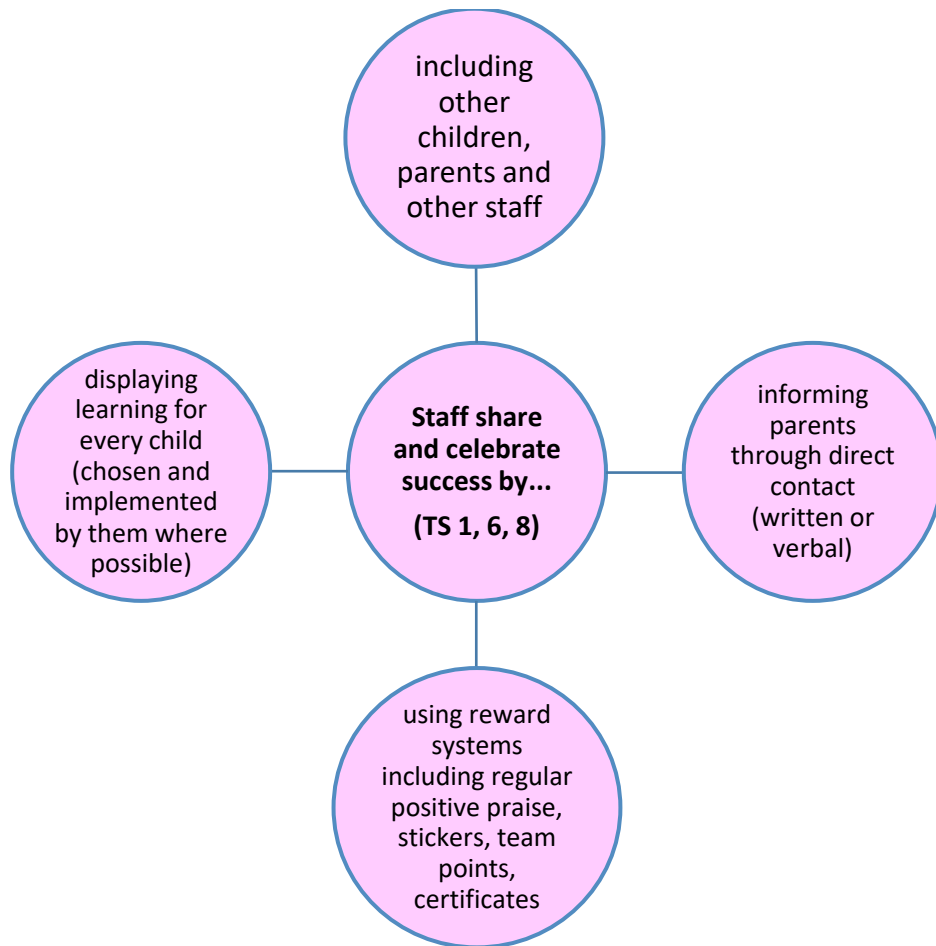 including
other
children,
parents and
other staff
displaying
learning for
every child
(chosen and
implemented
by them where
possible)
Staff share
and celebrate
success by...
(TS 1, 6, 8)
informing
parents
through direct
contact
(written or
verbal)
using reward
systems
including regular
positive praise,
stickers, team
points,
certificates